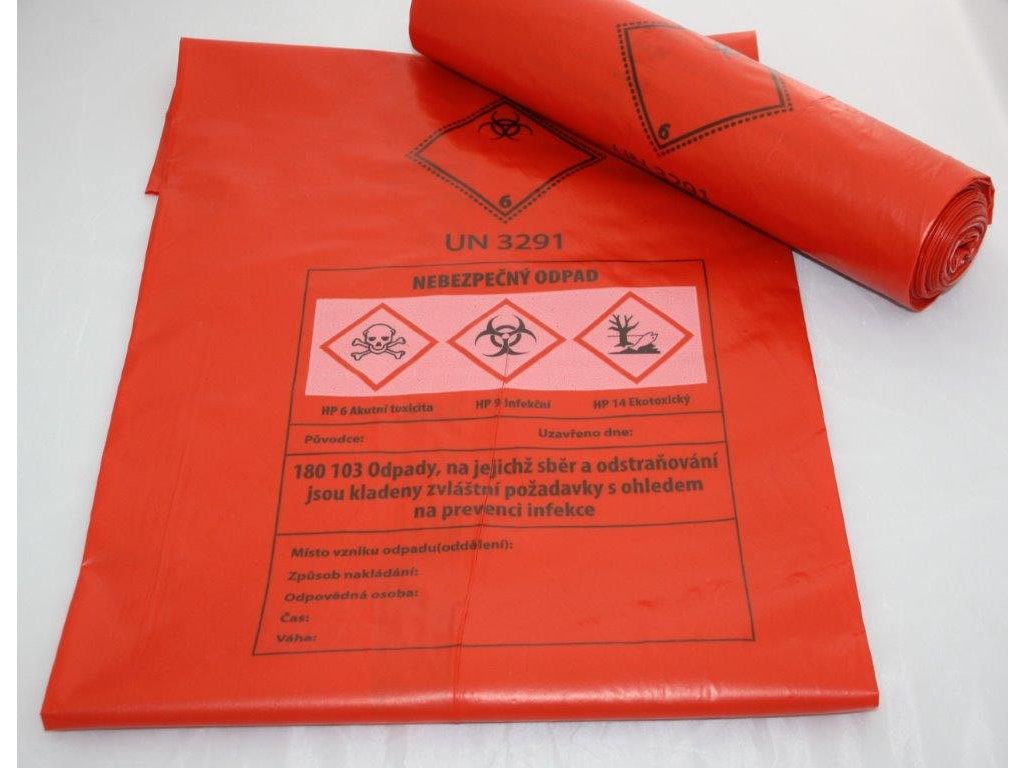 6
UN 3291
6
UN 3291
NEBEZPEČNÝ ODPAD
HP 6 Akutní toxicita HP 9 Infekční HP 14 Ekotoxický
Původce: Uzavřeno dne:
180 103 Odpady, na jejichž sběr a odstraňování
jsou kladeny zvláštní požadavky s ohledem
na prevenci infekce
Místo vzniku odpadu(oddělení):
Způsob nakládání:
Odpovědná osoba:
Čas:
Váha: